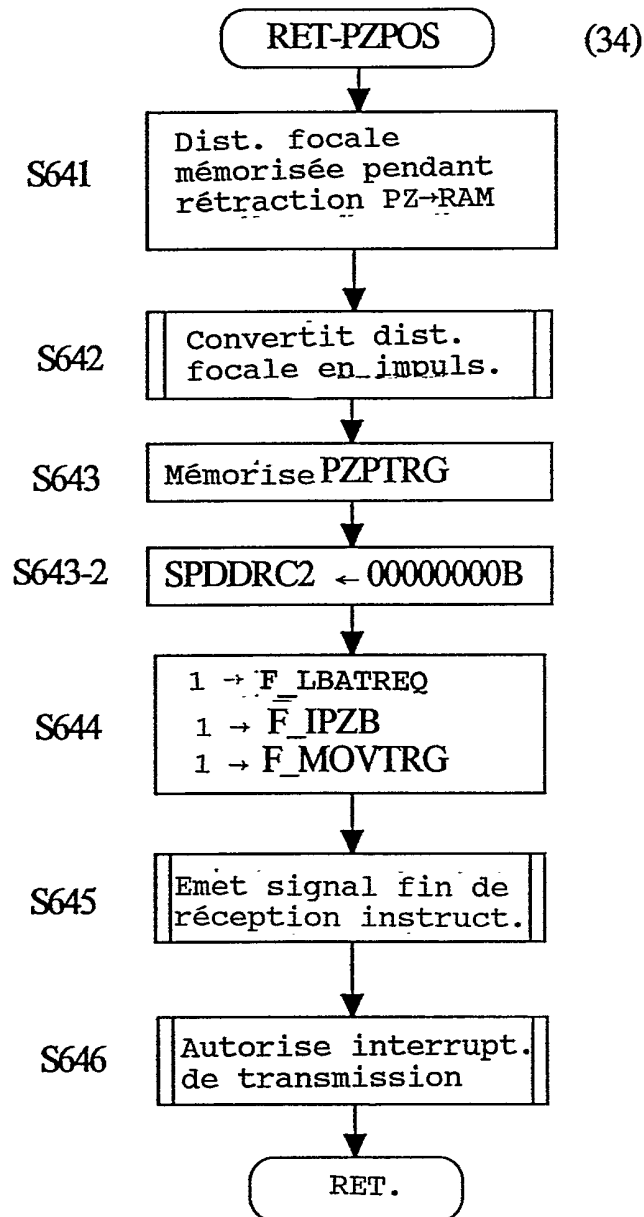 RET-PZPOS (34)
S641
Dist. focale
mémorisée pendant
rétraction PZ→RAM
S642
Convertit dist.
focale en impuls.
S643
Mémorise PZPTRG
S643-2
SPDDRC2 ← 00000000B
S644
1 → F_LBATREQ
1 → F_IPZB
1 → F_MOVTRG
S645
Emet signal fin de
réception instruct.
S646
Autorise interrupt.
de transmission
RET.